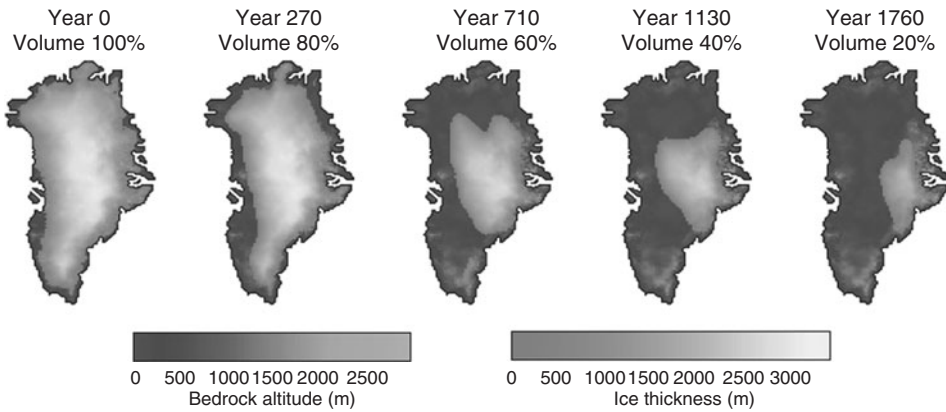 Year 0
Volume 100%
Year 270
Volume 80%
Year 710
Volume 60%
Year 1130
Volume 40%
Year 1760
Volume 20%
0 500 1000 1500 2000 2500
Bedrock altitude (m)
0 500 1000 1500 2000 2500 3000
Ice thickness (m)